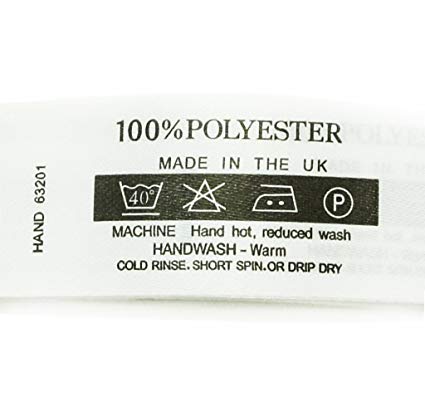 100%POLYESTER
MADE IN THE UK
40° P
MACHINE Hand hot, reduced wash
HANDWASH - Warm
COLD RINSE. SHORT SPIN. OR DRIP DRY
HAND 63201